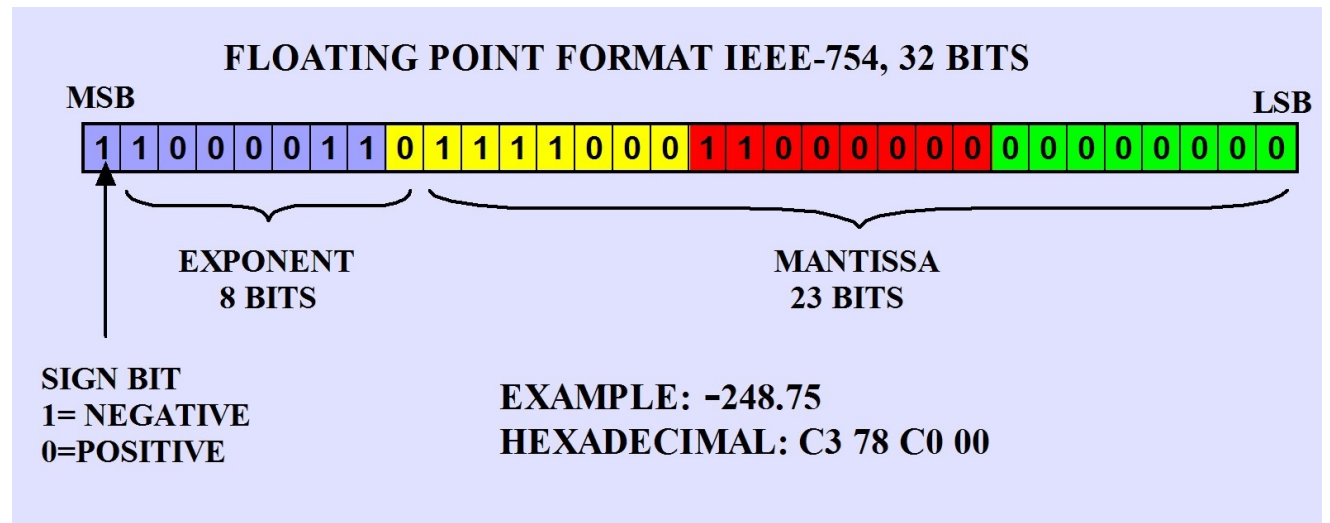 FLOATING POINT FORMAT IEEE-754, 32 BITS
MSB
LSB
1 1 0 0 0 0 1 1 0 1 1 1 1 0 0 0 1 1 0 0 0 0 0 0 0 0 0 0 0 0 0 0
EXPONENT
8 BITS
MANTISSA
23 BITS
SIGN BIT
1= NEGATIVE
0=POSITIVE
EXAMPLE: -248.75
HEXADECIMAL: C3 78 C0 00